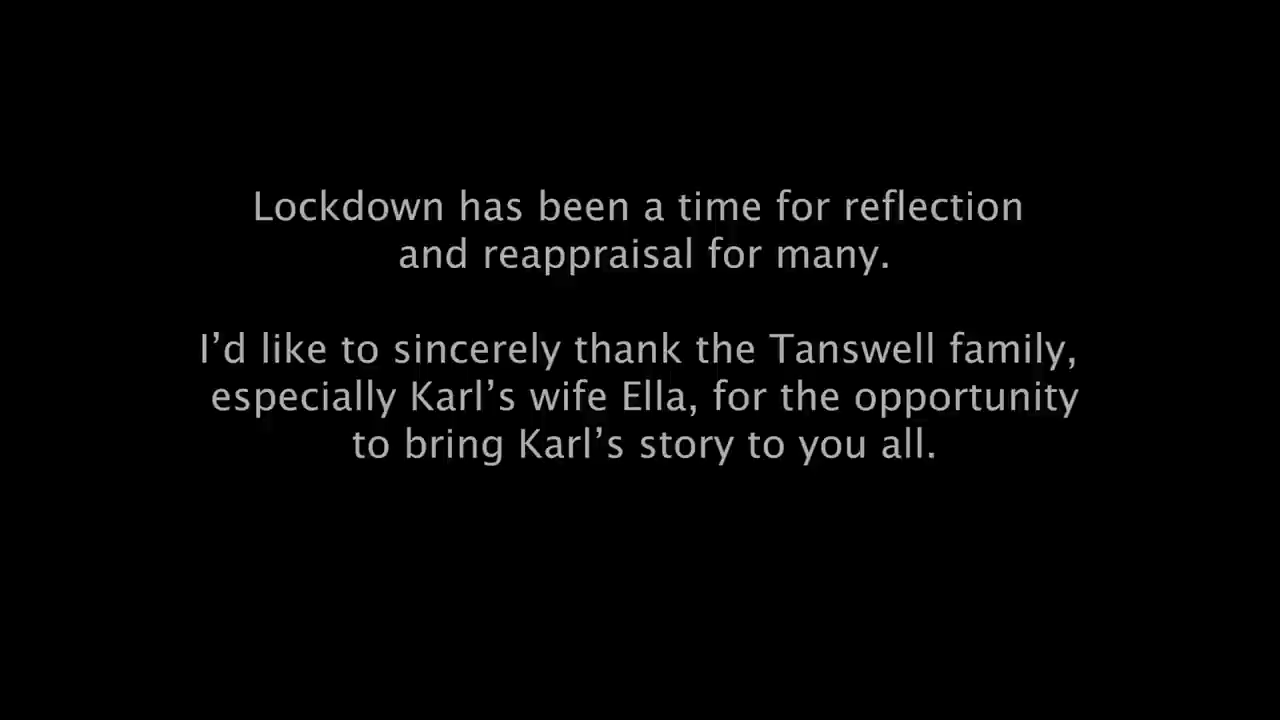 Lockdown has been a time for reflection
and reappraisal for many.
I’d like to sincerely thank the Tanswell family,
especially Karl’s wife Ella, for the opportunity
to bring Karl’s story to you all.